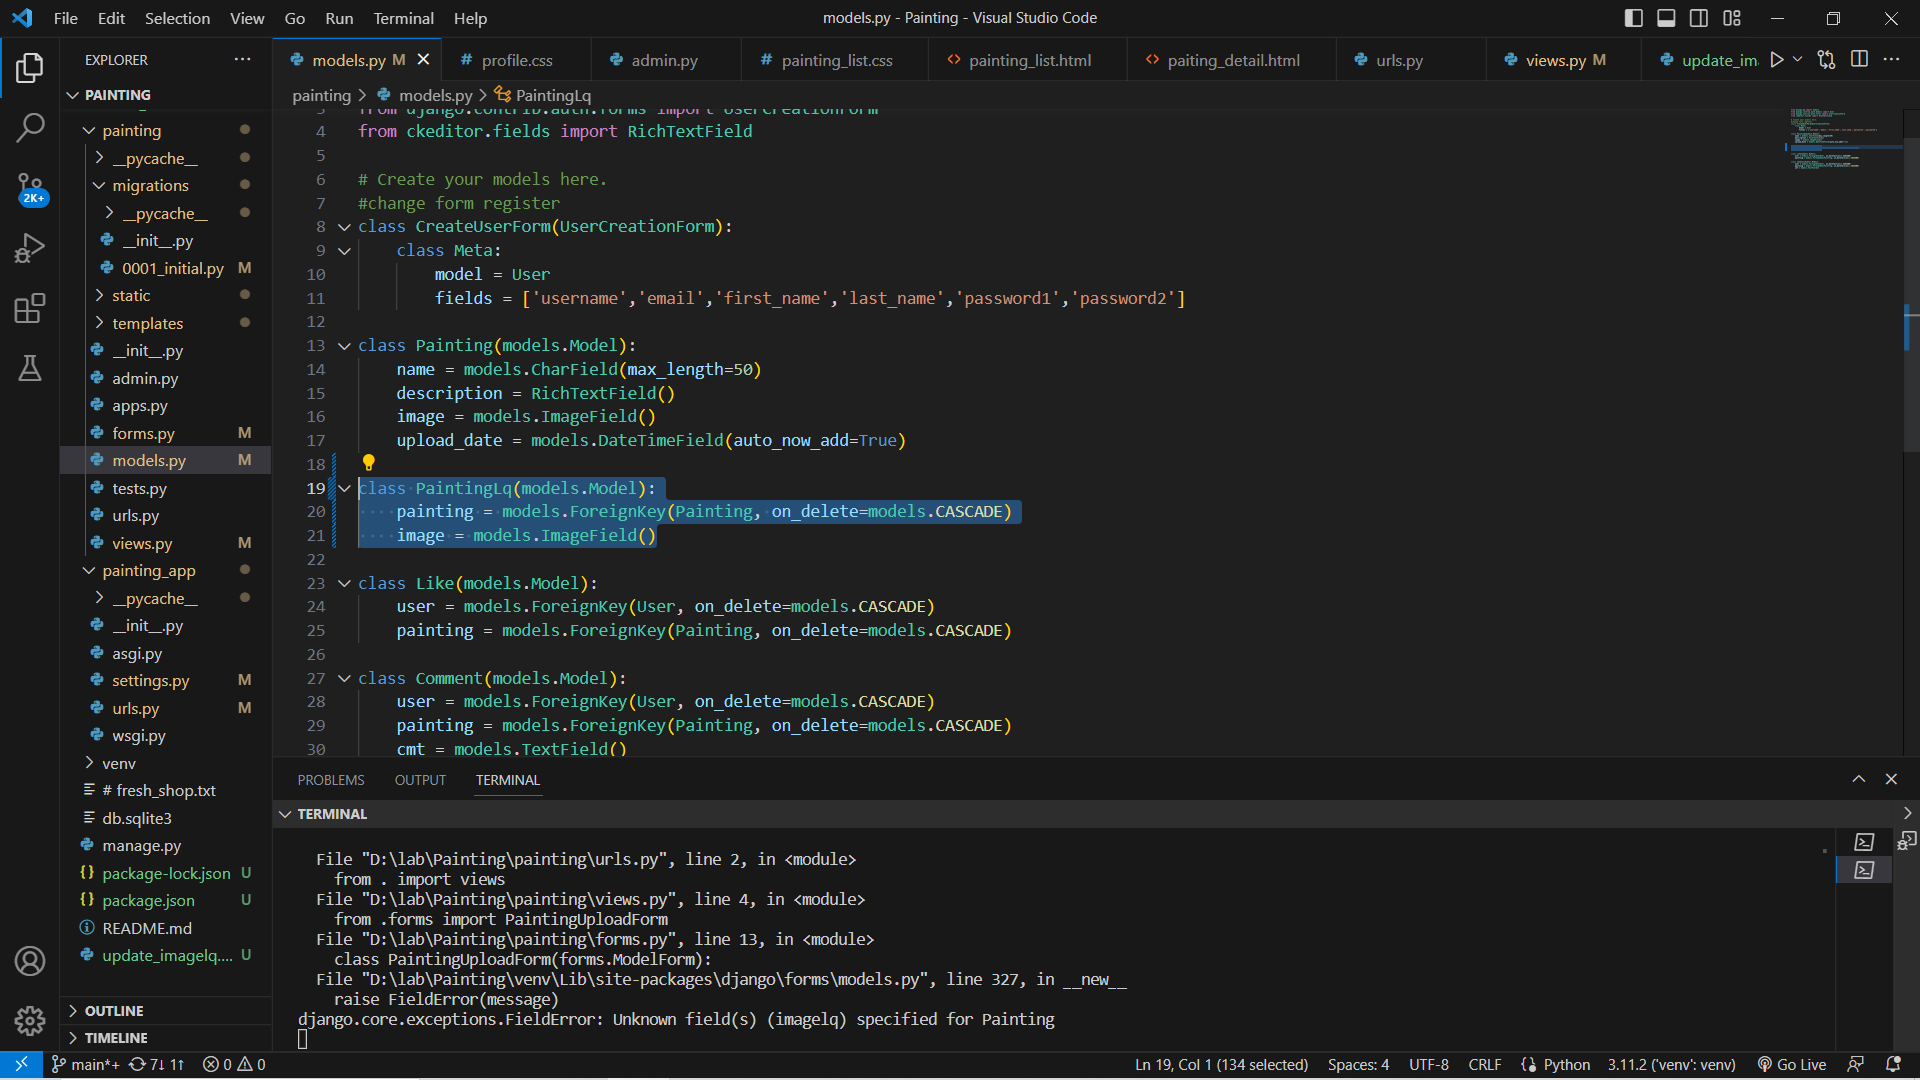 File Edit Selection View Go Run Terminal Help
models.py - Painting - Visual Studio Code
EXPLORER
models.py M
profile.css
admin.py
painting_list.css
painting_list.html
paiting_detail.html
urls.py
views.py M
update_im
PAINTING
painting > models.py > PaintingLq
painting
__pycache__
migrations
__pycache__
__init__.py
0001_initial.py M
static
templates
__init__.py
admin.py
apps.py
forms.py M
models.py M
tests.py
urls.py
views.py M
painting_app
__pycache__
__init__.py
asgi.py
settings.py M
urls.py M
wsgi.py
venv
# fresh_shop.txt
db.sqlite3
manage.py
package-lock.json U
package.json U
README.md
update_imagelq.... U
OUTLINE
TIMELINE
2K+
3 from django.contrib.auth.forms import UserCreationForm
4 from ckeditor.fields import RichTextField
5
6 # Create your models here.
7 #change form register
8 class CreateUserForm(UserCreationForm):
9 class Meta:
10 model = User
11 fields = ['username','email','first_name','last_name','password1','password2']
12
13 class Painting(models.Model):
14 name = models.CharField(max_length=50)
15 description = RichTextField()
16 image = models.ImageField()
17 upload_date = models.DateTimeField(auto_now_add=True)
18
19 class PaintingLq(models.Model):
20 painting = models.ForeignKey(Painting, on_delete=models.CASCADE)
21 image = models.ImageField()
22
23 class Like(models.Model):
24 user = models.ForeignKey(User, on_delete=models.CASCADE)
25 painting = models.ForeignKey(Painting, on_delete=models.CASCADE)
26
27 class Comment(models.Model):
28 user = models.ForeignKey(User, on_delete=models.CASCADE)
29 painting = models.ForeignKey(Painting, on_delete=models.CASCADE)
30 cmt = models.TextField()
PROBLEMS OUTPUT TERMINAL
TERMINAL
File "D:\lab\Painting\painting\urls.py", line 2, in <module>
from . import views
File "D:\lab\Painting\painting\views.py", line 4, in <module>
from .forms import PaintingUploadForm
File "D:\lab\Painting\painting\forms.py", line 13, in <module>
class PaintingUploadForm(forms.ModelForm):
File "D:\lab\Painting\venv\Lib\site-packages\django\forms\models.py", line 327, in __new__
raise FieldError(message)
django.core.exceptions.FieldError: Unknown field(s) (imagelq) specified for Painting
main*+ 7↓ 1↑ 0 0
Ln 19, Col 1 (134 selected) Spaces: 4 UTF-8 CRLF Python 3.11.2 ('venv': venv) Go Live